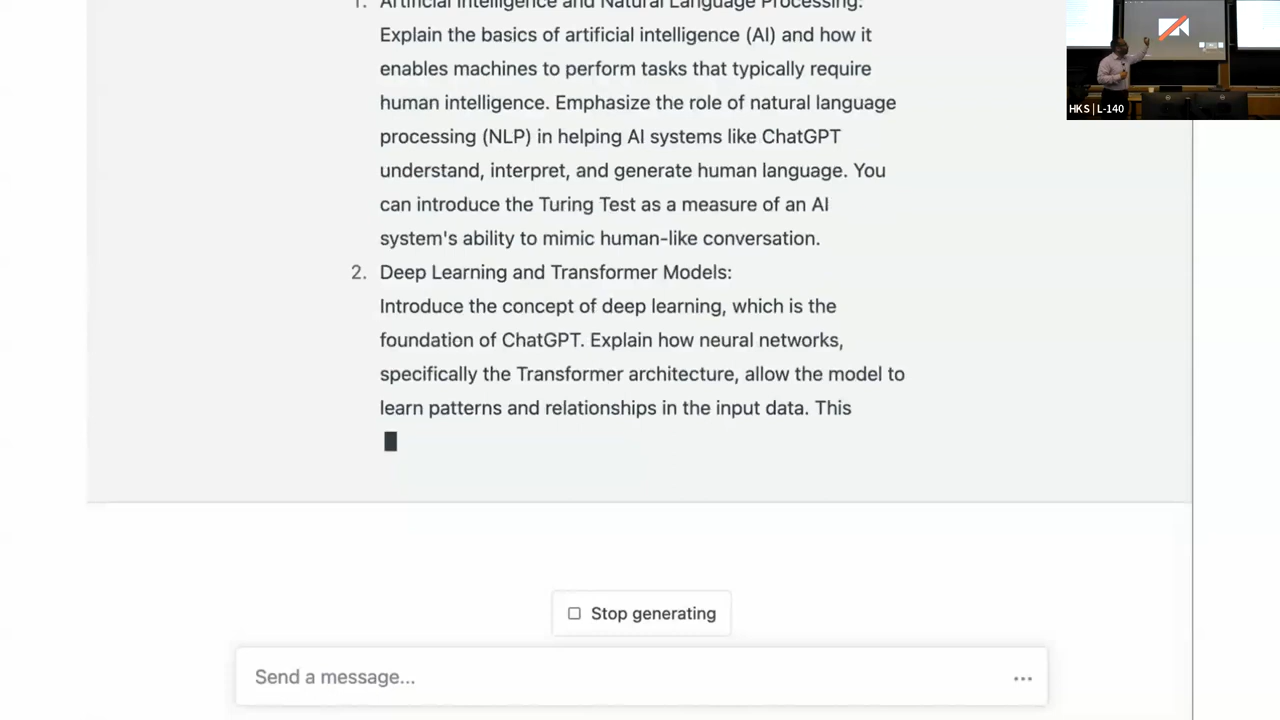 1. Artificial Intelligence and Natural Language Processing:
Explain the basics of artificial intelligence (AI) and how it
enables machines to perform tasks that typically require
human intelligence. Emphasize the role of natural language
processing (NLP) in helping AI systems like ChatGPT
understand, interpret, and generate human language. You
can introduce the Turing Test as a measure of an AI
system's ability to mimic human-like conversation.
2. Deep Learning and Transformer Models:
Introduce the concept of deep learning, which is the
foundation of ChatGPT. Explain how neural networks,
specifically the Transformer architecture, allow the model to
learn patterns and relationships in the input data. This
Stop generating
Send a message...
HKS | L-140